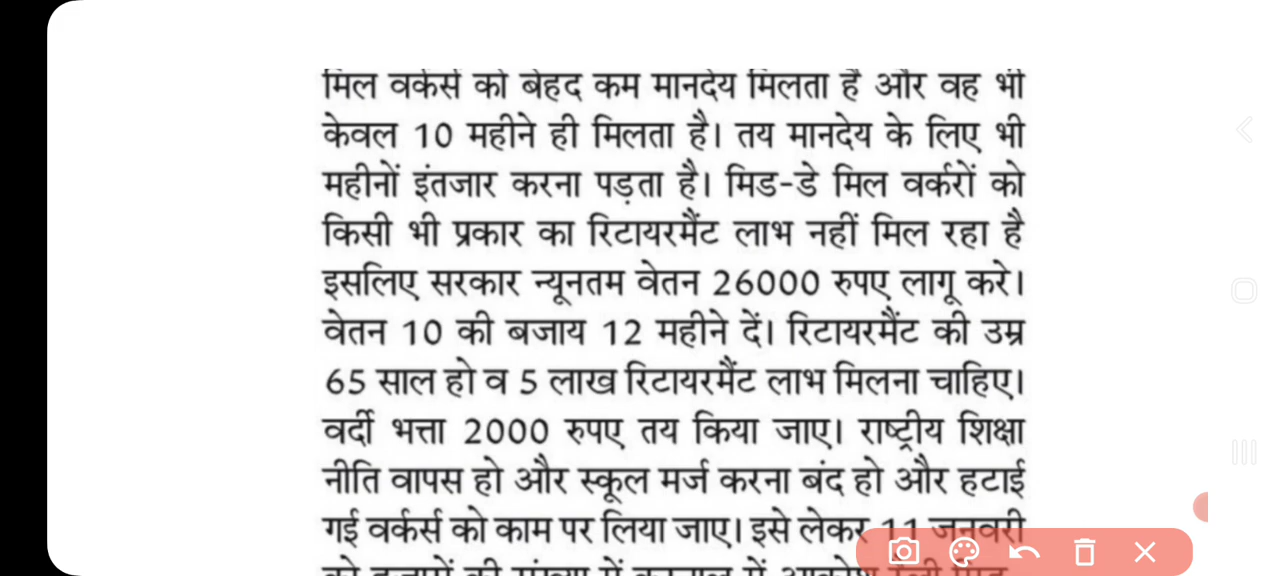 मिल वर्कर्स को बेहद कम मानदेय मिलता है और वह भी
केवल 10 महीने ही मिलता है। तय मानदेय के लिए भी
महीनों इंतजार करना पड़ता है। मिड-डे मिल वर्करों को
किसी भी प्रकार का रिटायरमैंट लाभ नहीं मिल रहा है
इसलिए सरकार न्यूनतम वेतन 26000 रुपए लागू करे।
वेतन 10 की बजाय 12 महीने दें। रिटायरमैंट की उम्र
65 साल हो व 5 लाख रिटायरमैंट लाभ मिलना चाहिए।
वर्दी भत्ता 2000 रुपए तय किया जाए। राष्ट्रीय शिक्षा
नीति वापस हो और स्कूल मर्ज करना बंद हो और हटाई
गई वर्कर्स को काम पर लिया जाए। इसे लेकर 11 जनवरी